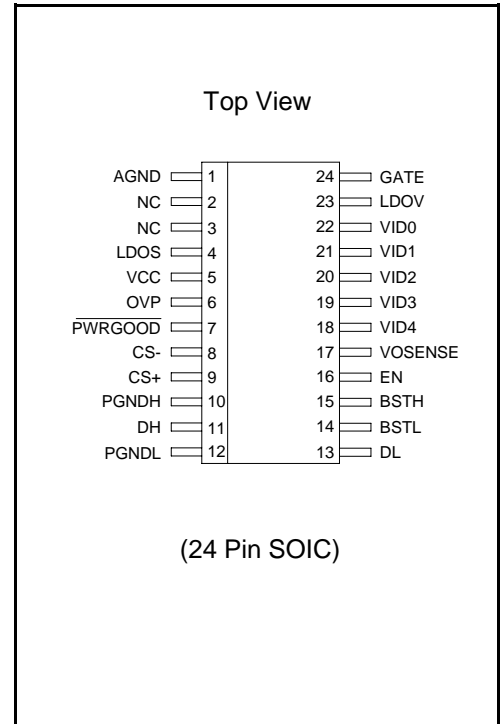 Top View
AGND 1 24 GATE
NC 2 23 LDOV
NC 3 22 VID0
LDOS 4 21 VID1
VCC 5 20 VID2
OVP 6 19 VID3
PWRGOOD 7 18 VID4
CS- 8 17 VOSENSE
CS+ 9 16 EN
PGNDH 10 15 BSTH
DH 11 14 BSTL
PGNDL 12 13 DL
(24 Pin SOIC)